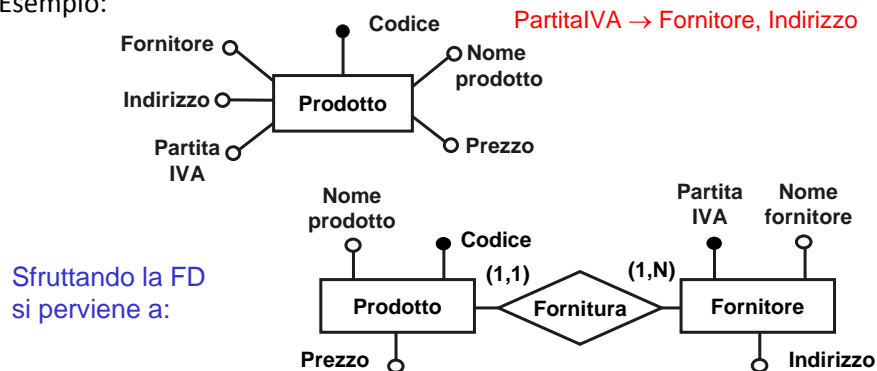 Esempio:
PartitaIVA → Fornitore, Indirizzo
Codice
Fornitore
Nome
prodotto
Indirizzo
Prodotto
Partita
IVA
Prezzo
Sfruttando la FD
si perviene a:
Nome
prodotto
Codice
Partita
IVA
Nome
fornitore
(1,1)
(1,N)
Prodotto
Fornitura
Fornitore
Prezzo
Indirizzo